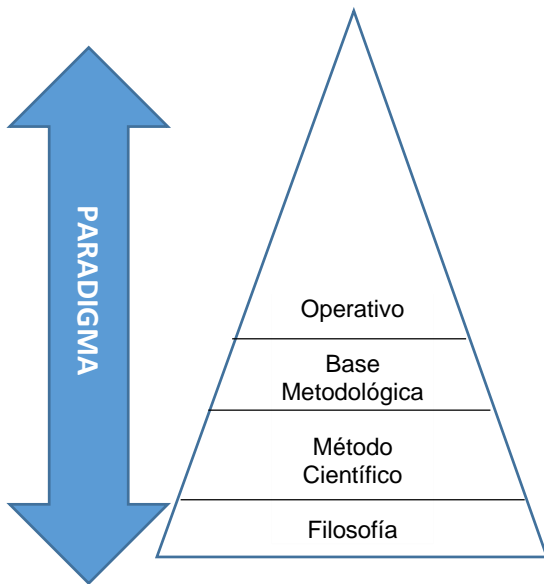 PARADIGMA
Operativo
Base
Metodológica
Método
Científico
Filosofía